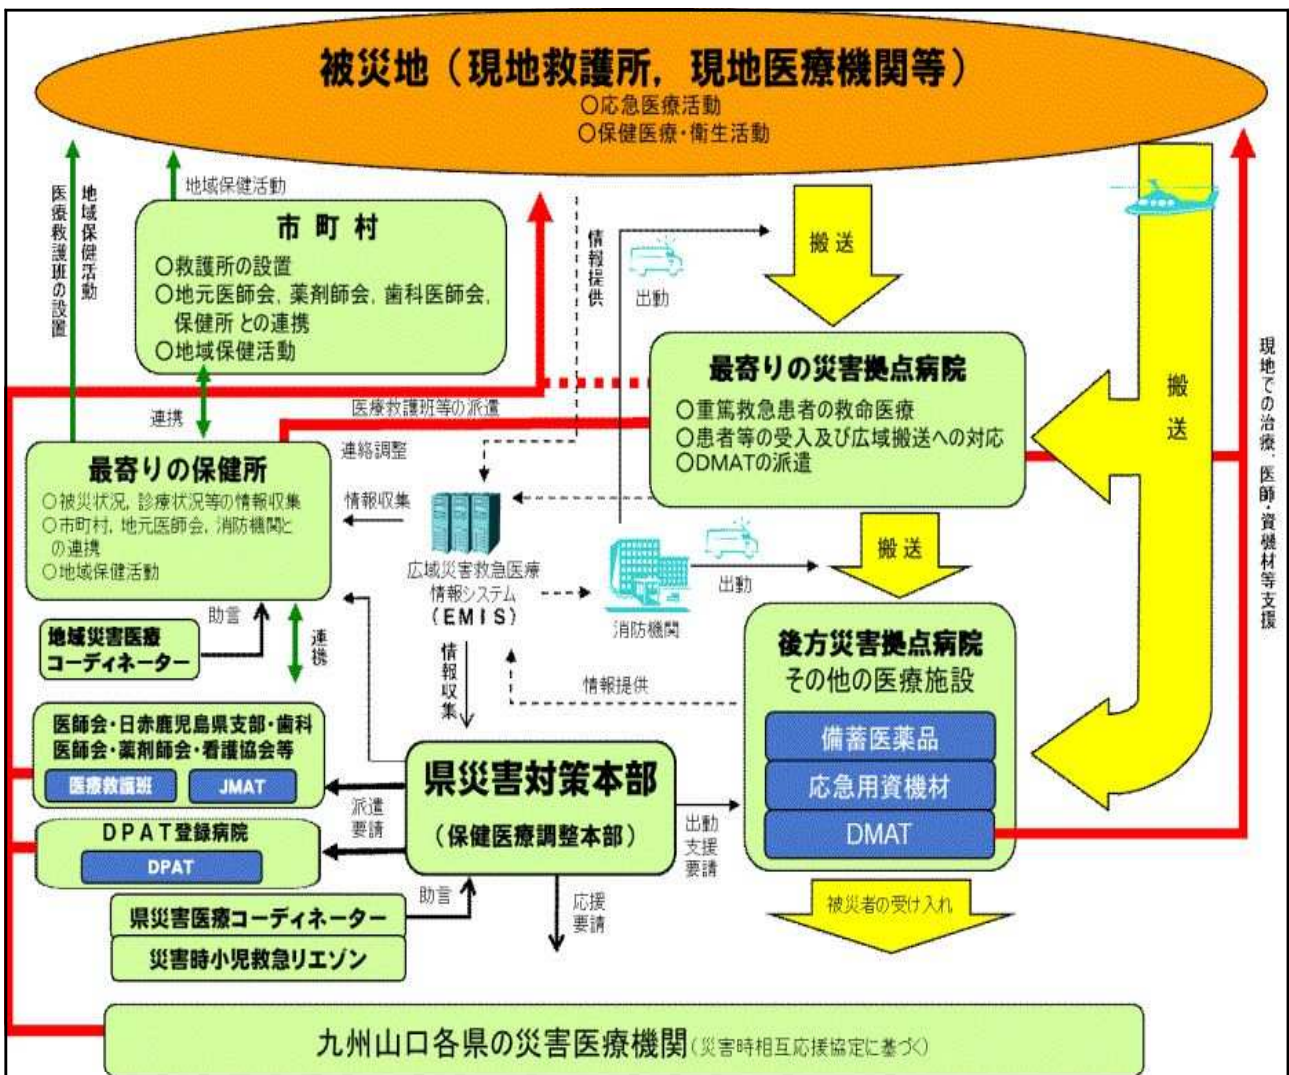 被災地（現地救護所，現地医療機関等）
○応急医療活動
○保健医療・衛生活動
地域保健活動
医療救護班の設置
地域保健活動
市町村
○救護所の設置
○地元医師会，薬剤師会，歯科医師会，
保健所との連携
○地域保健活動
情報提供
出動
搬送
搬送
現地での治療，医師・資機材等支援
最寄りの災害拠点病院
○重篤救急患者の救命医療
○患者等の受入及び広域搬送への対応
○DMATの派遣
連携
医療救護班等の派遣
連絡調整
最寄りの保健所
○被災状況，診療状況等の情報収集
○市町村，地元医師会，消防機関と
の連携
○地域保健活動
情報収集
広域災害救急医療
情報システム
（EMIS）
消防機関
出動
搬送
助言
地域災害医療
コーディネーター
連携
情報収集
情報提供
後方災害拠点病院
その他の医療施設
備蓄医薬品
応急用資機材
DMAT
医師会・日赤鹿児島県支部・歯科
医師会・薬剤師会・看護協会等
医療救護班
JMAT
派遣
要請
県災害対策本部
（保健医療調整本部）
出動
支援
要請
DPAT登録病院
DPAT
助言
県災害医療コーディネーター
災害時小児救急リエゾン
応援
要請
被災者の受け入れ
九州山口各県の災害医療機関（災害時相互応援協定に基づく）